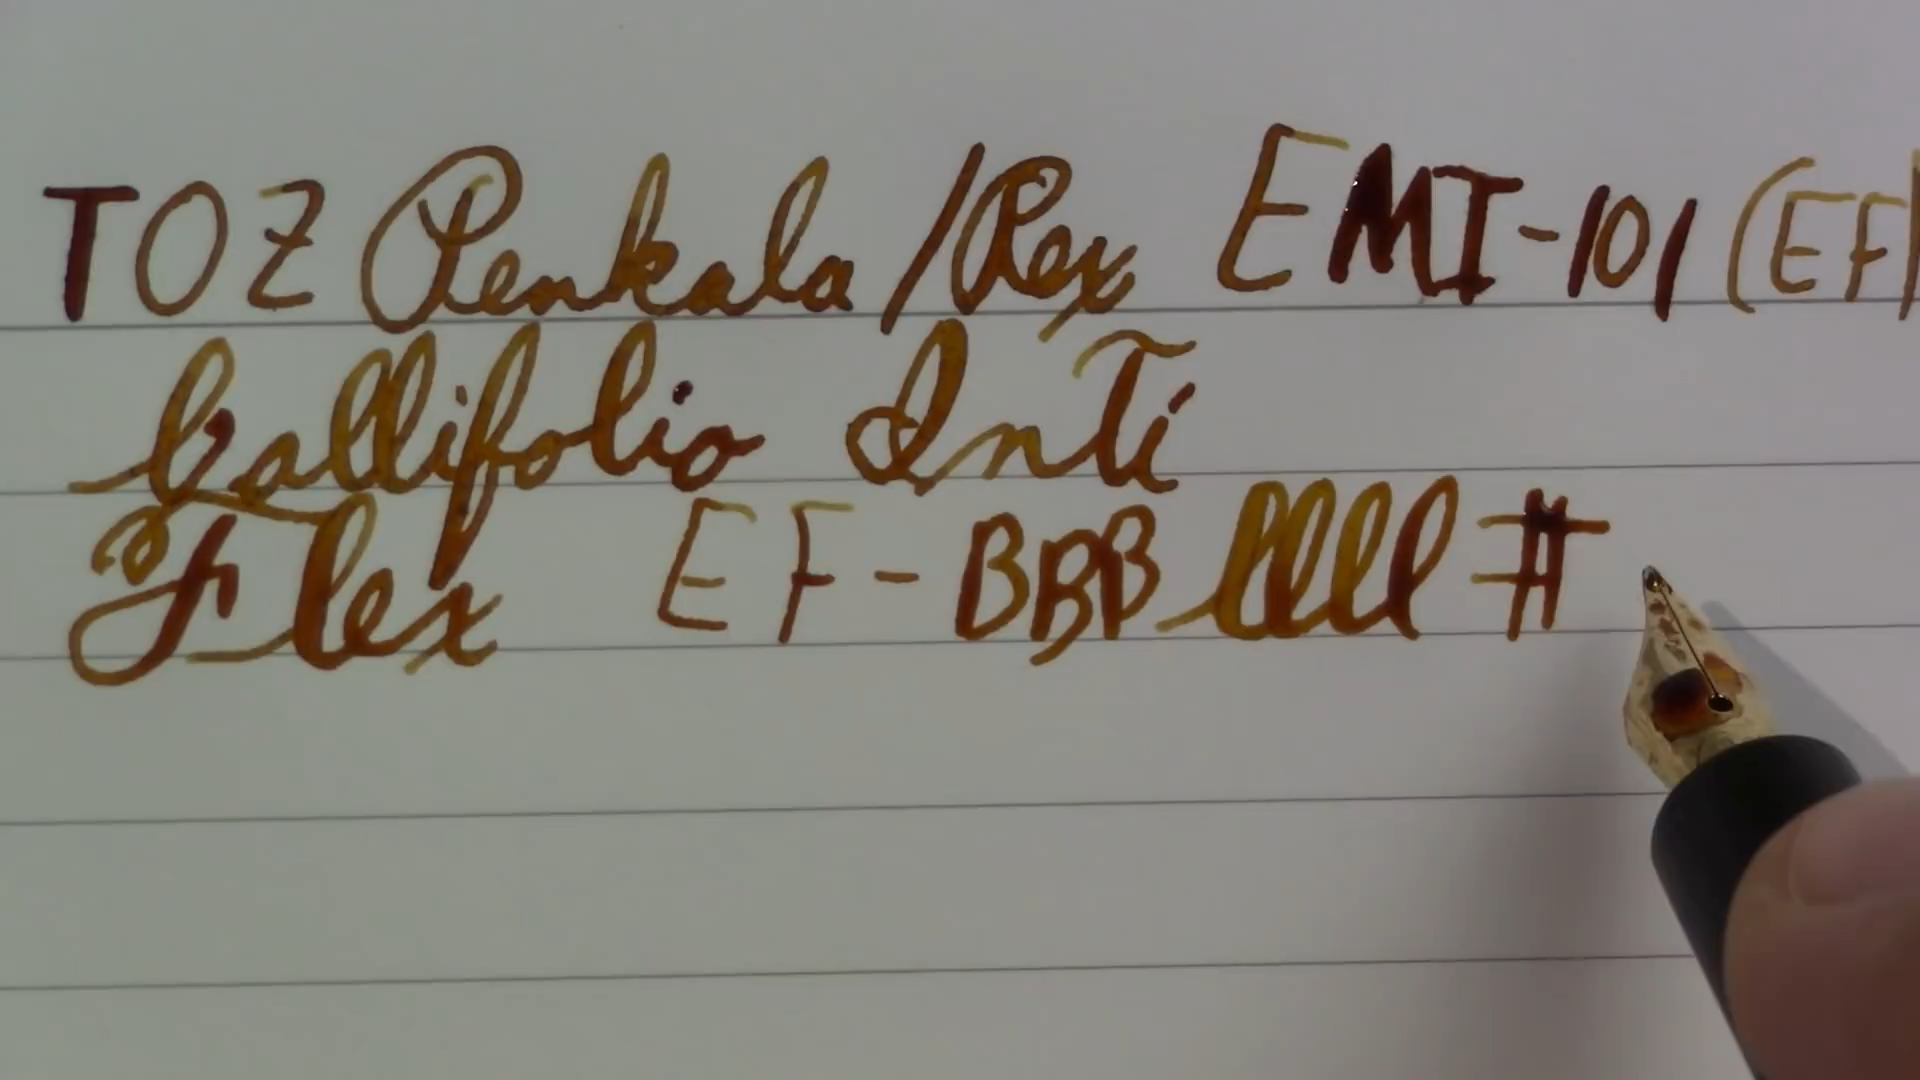 TOZ Penkala/Rex EMI-101 (EF)
Gallifolio Inti
Flex EF-BBB llll #